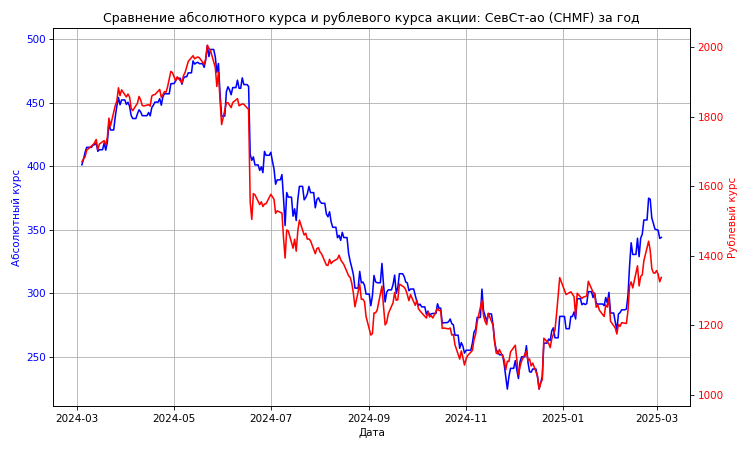 Сравнение абсолютного курса и рублевого курса акции: СевСт-ао (CHMF) за год
Абсолютный курс
500
450
400
350
300
250
2000
1800
1600
1400
1200
1000
Рублевый курс
2024-03 2024-05 2024-07 2024-09 2024-11 2025-01 2025-03
Дата